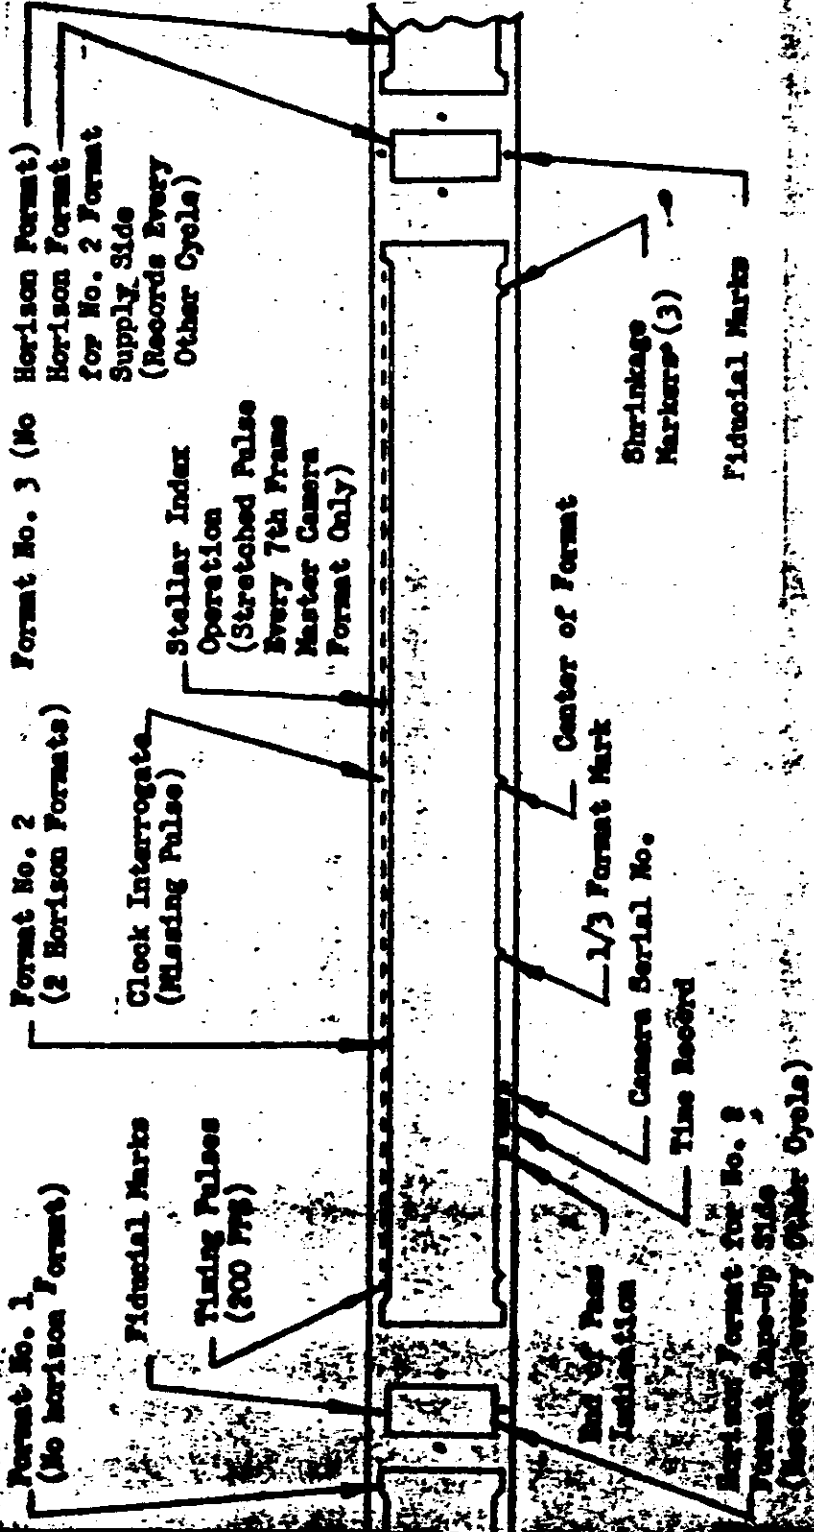 Format No. 1
(No horizon Format)
Fiducial Marks
Timing Pulses
(200 PPS)
Format No. 2
(2 Horizon Formats)
Clock Interrogate
(Missing Pulse)
Format No. 3 (No Horizon Format)
Horizon Format
for No. 2 Format
Supply Side
(Records Every
Other Cycle)
Stellar Index
Operation
(Stretched Pulse
Every 7th Frame
Master Camera
Format Only)
End of Pass
Indication
Horizon Format for No. 2
Format Take-Up Side
(Records every Other Cycle)
Time Record
Camera Serial No.
1/3 Format Mark
Center of Format
Shrinkage
Markers (3)
Fiducial Marks